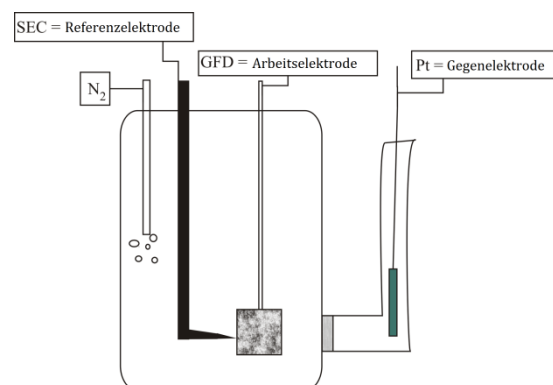 SEC = Referenzelektrode
GFD = Arbeitselektrode
Pt = Gegenelektrode
N₂